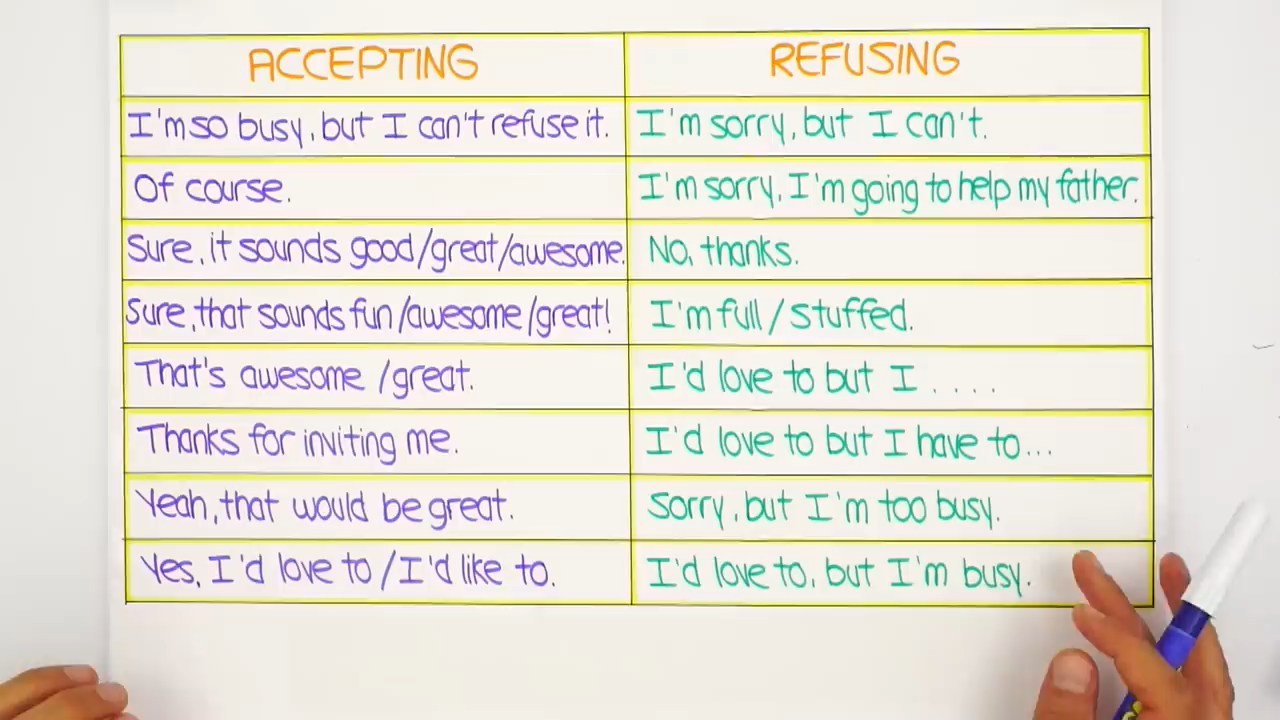 ACCEPTING REFUSING
I'm so busy, but I can't refuse it. I'm sorry, but I can't.
Of course. I'm sorry, I'm going to help my father.
Sure, it sounds good/great/awesome. No, thanks.
Sure, that sounds fun/awesome/great! I'm full/stuffed.
That's awesome/great. I'd love to but I ....
Thanks for inviting me. I'd love to but I have to...
Yeah, that would be great. Sorry, but I'm too busy.
Yes, I'd love to/I'd like to. I'd love to, but I'm busy.